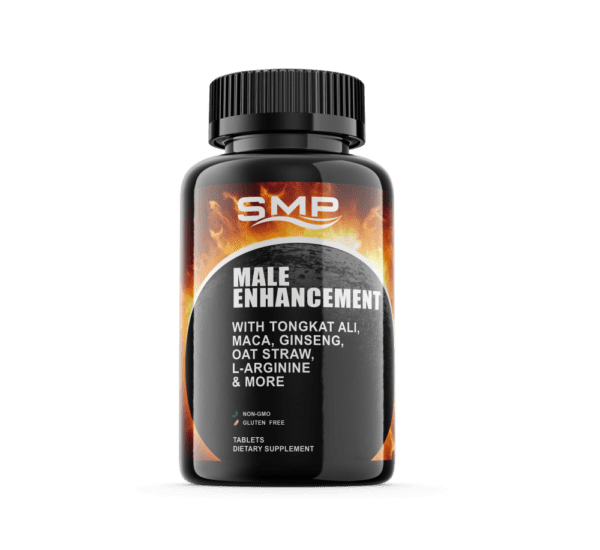 SMP
MALE
ENHANCEMENT
WITH TONGKAT ALI,
MACA, GINSENG,
OAT STRAW,
L-ARGININE
& MORE
NON-GMO
GLUTEN FREE
TABLETS
DIETARY SUPPLEMENT